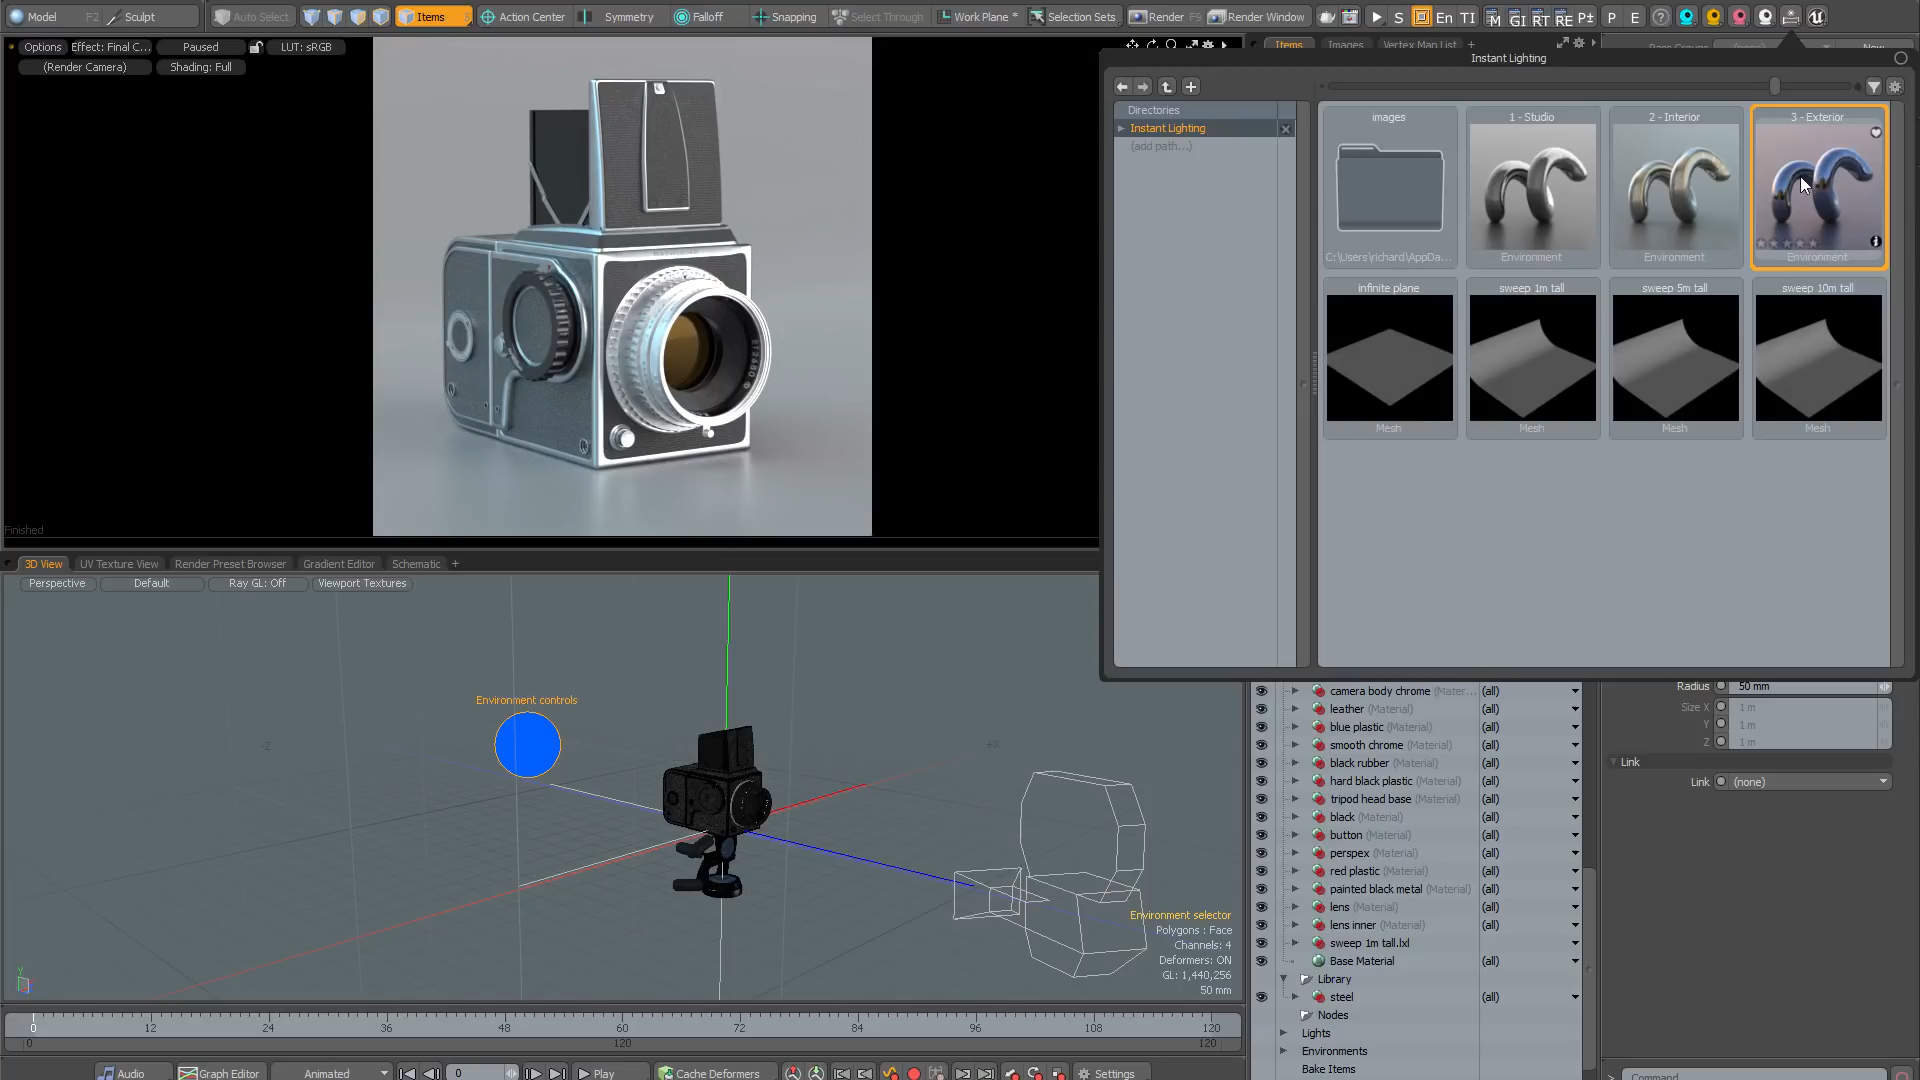 Model F2 Sculpt Auto Select Items 5 Action Center Symmetry Falloff Snapping Select Through Work Plane Selection Sets Render F9 Render Window S En TI M GI RT RE P± P E
Options Effect: Final C... Paused LUT: sRGB
(Render Camera) Shading: Full
Items Images Vertex Map List +
Instant Lighting
Directories
Instant Lighting
(add path...)
images 1 - Studio 2 - Interior 3 - Exterior
C:\Users\richard\AppDa... Environment Environment Environment
infinite plane sweep 1m tall sweep 5m tall sweep 10m tall
Mesh Mesh Mesh Mesh
Finished
3D View UV Texture View Render Preset Browser Gradient Editor Schematic +
Perspective Default Ray GL: Off Viewport Textures
Environment controls
-Z +X
Environment selector
Polygons : Face
Channels: 4
Deformers: ON
GL: 1,440,256
50 mm
Y
camera body chrome (Mater... (all)
leather (Material) (all)
blue plastic (Material) (all)
smooth chrome (Material) (all)
black rubber (Material) (all)
hard black plastic (Material) (all)
tripod head base (Material) (all)
black (Material) (all)
button (Material) (all)
perspex (Material) (all)
red plastic (Material) (all)
painted black metal (Material) (all)
lens (Material) (all)
lens inner (Material) (all)
sweep 1m tall.lxl (all)
Base Material (all)
Library
steel (all)
Nodes
Lights
Environments
Bake Items
Radius 50 mm
Size X 1 m
Y 1 m
Z 1 m
Link
Link (none)
0 12 24 36 48 60 72 84 96 108 120
0 120 120
Audio Graph Editor Animated 0 Play Cache Deformers Settings
Command